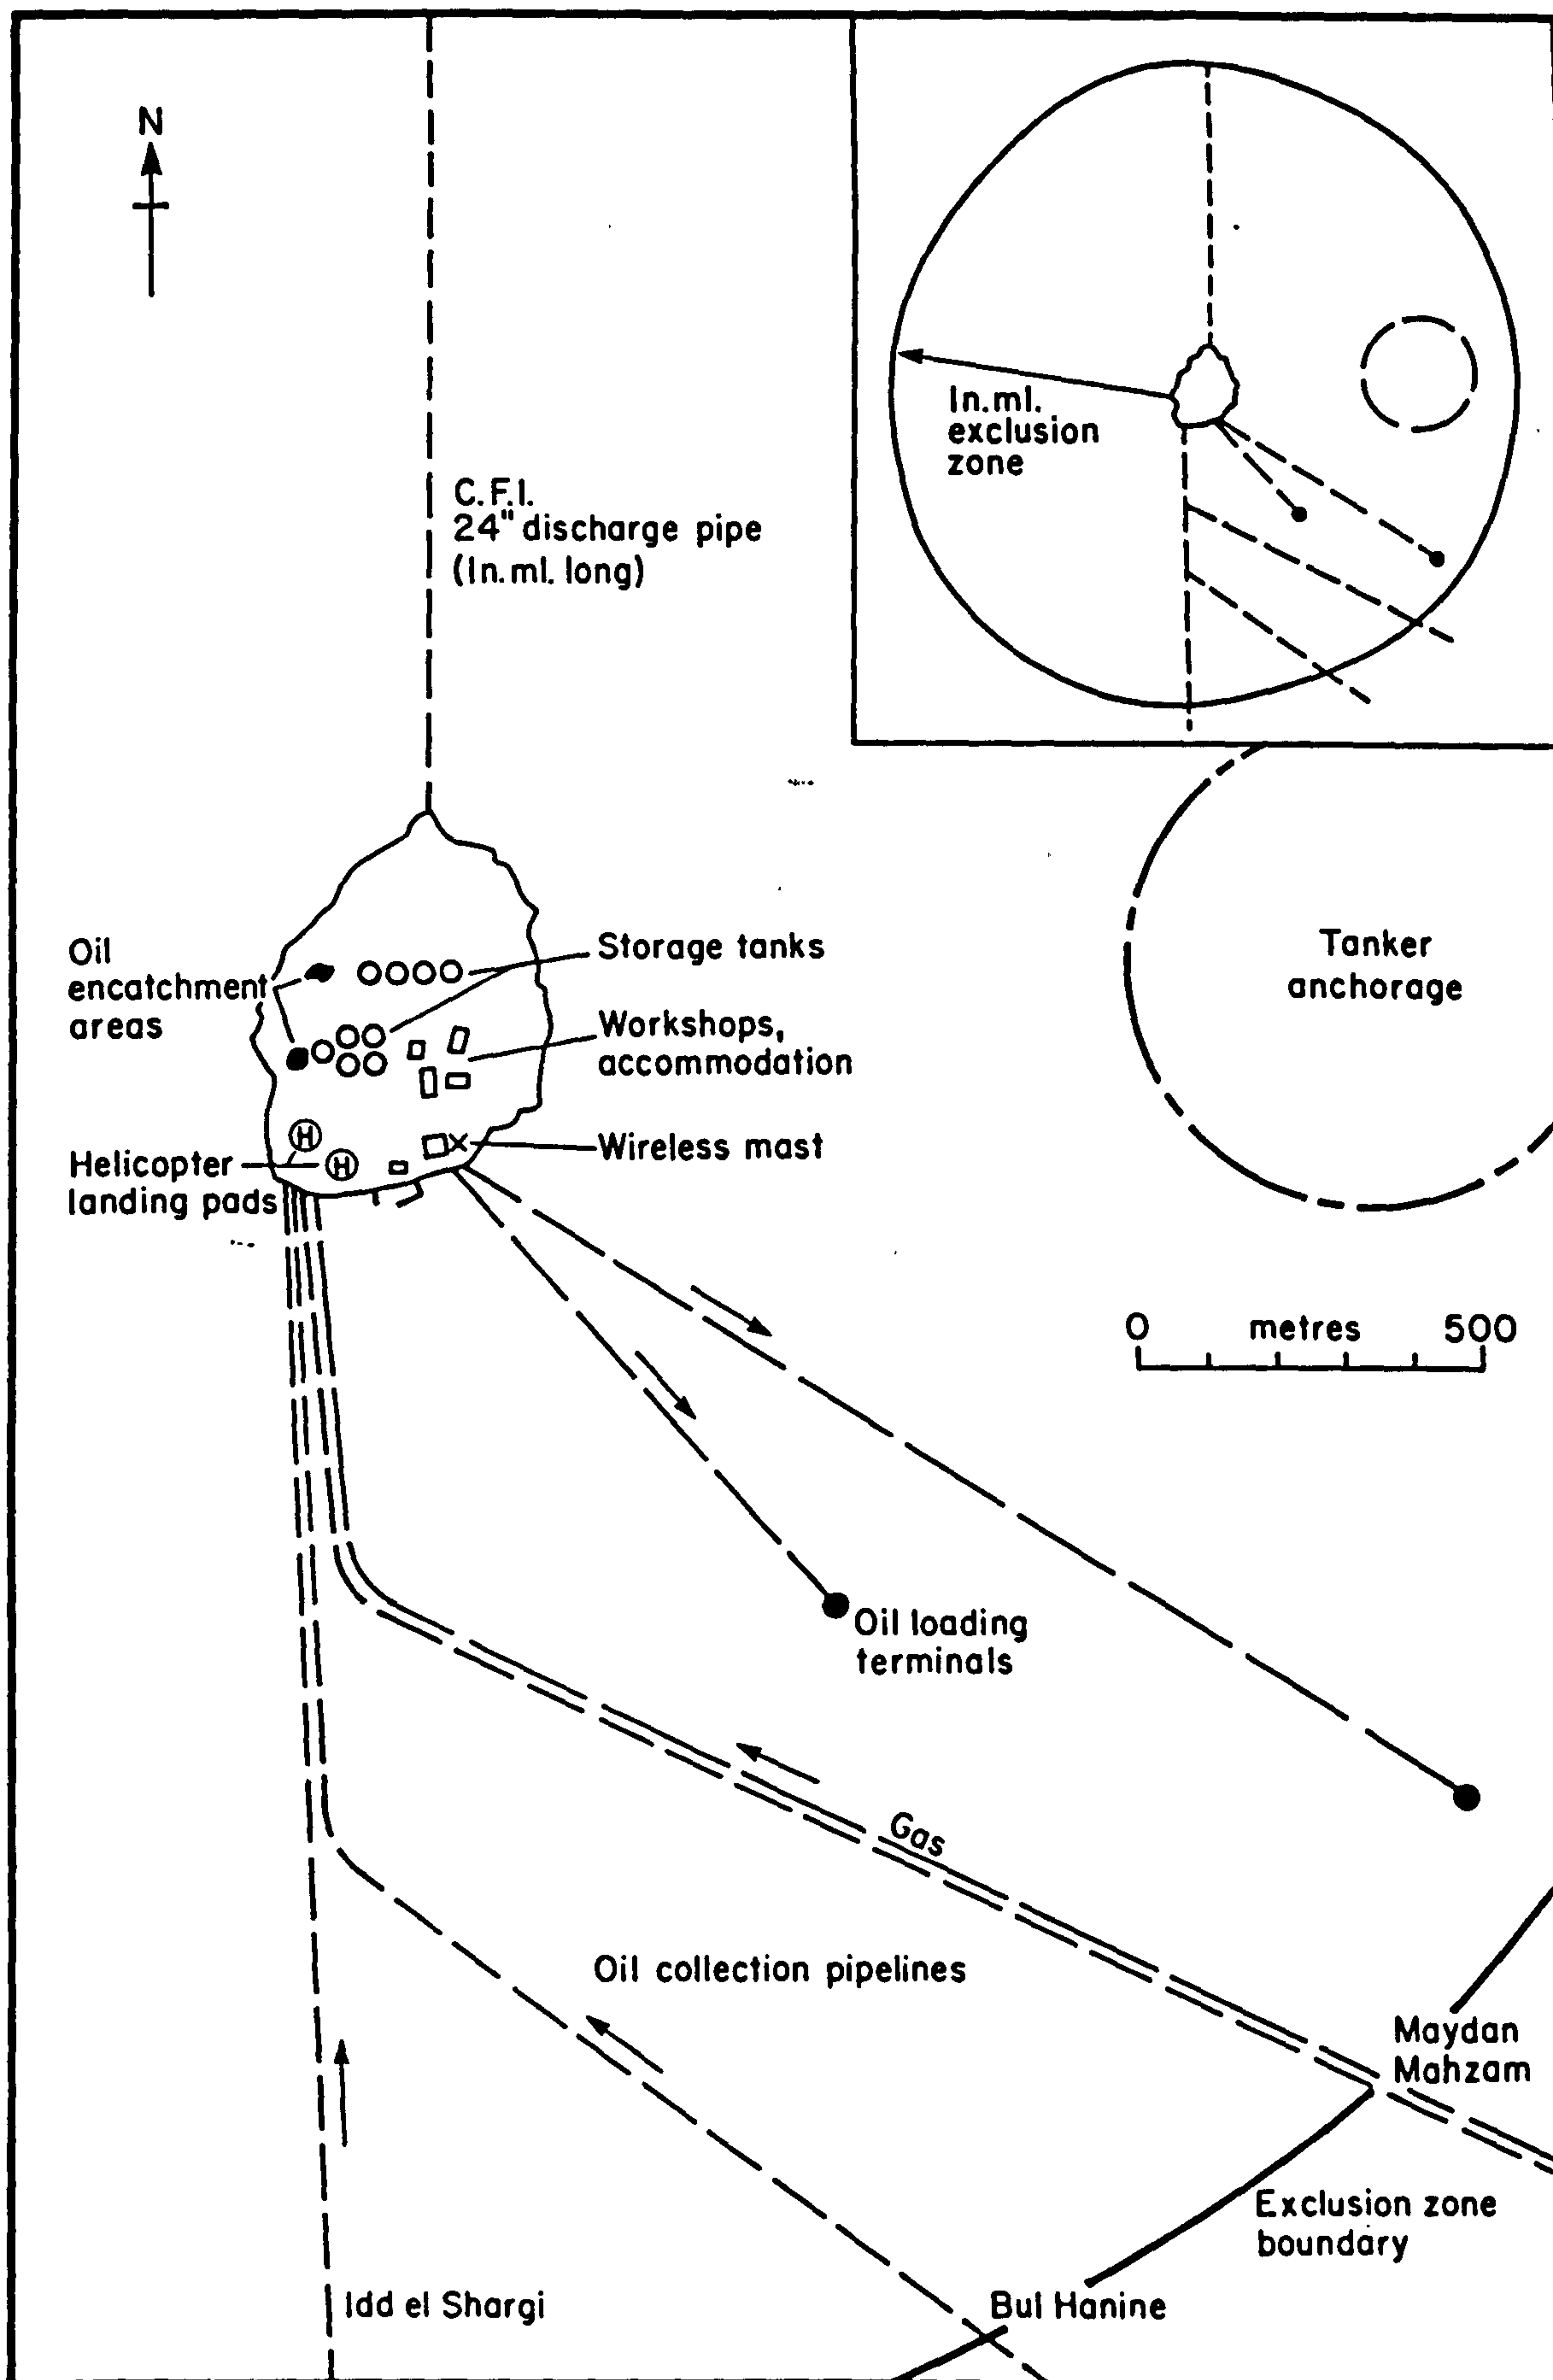 N
C.F.I.
24" discharge pipe
(In.ml. long)
In.ml.
exclusion
zone
Oil
encatchment
areas
Storage tanks
Workshops,
accommodation
Tanker
anchorage
H
H
Helicopter
landing pads
Wireless mast
0 metres 500
Oil loading
terminals
Gas
Oil collection pipelines
Maydan
Mahzam
Exclusion zone
boundary
Idd el Shargi
Bul Hanine